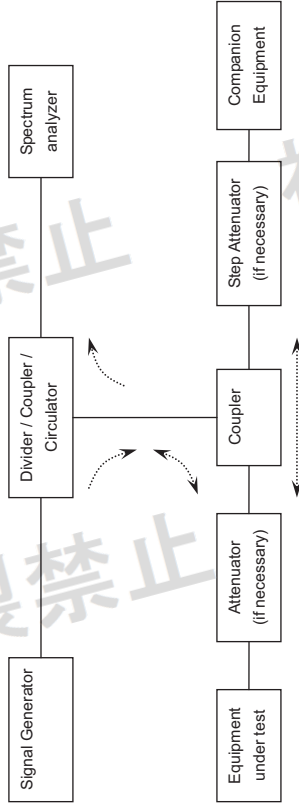 Signal Generator
Divider / Coupler /
Circulator
Spectrum
analyzer
Equipment
under test
Attenuator
(if necessary)
Coupler
Step Attenuator
(if necessary)
Companion
Equipment
禁止
禁止